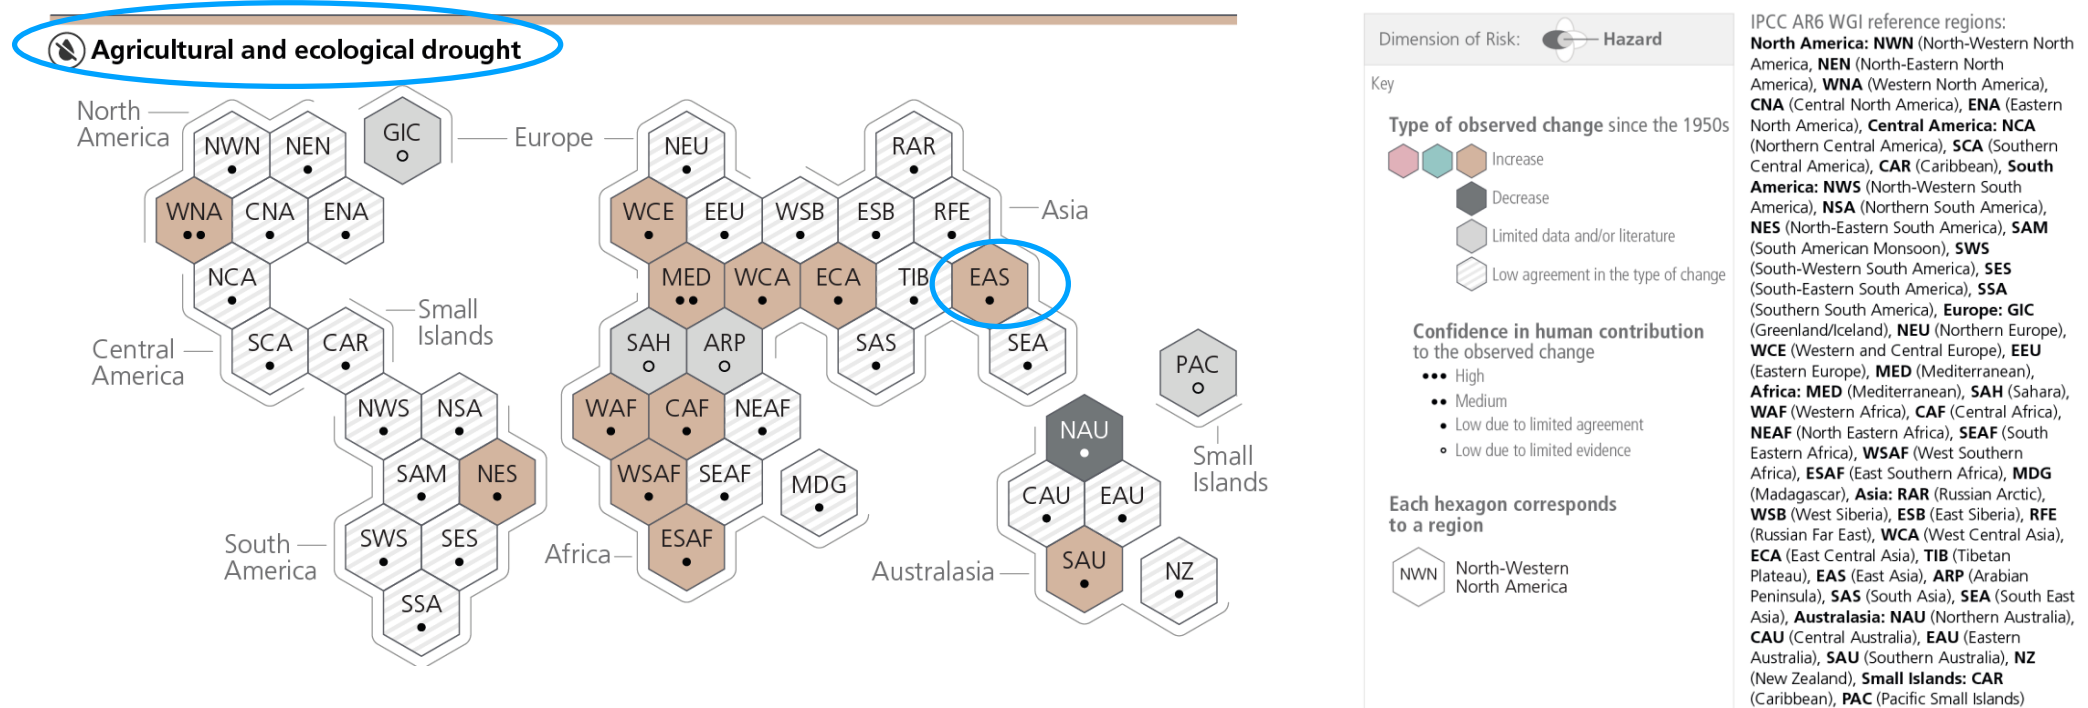 Agricultural and ecological drought
North
America
GIC
Europe
NWN
NEN
NEU
RAR
WNA
CNA
ENA
WCE
EEU
WSB
ESB
RFE
Asia
NCA
MED
WCA
ECA
TIB
EAS
Small
Islands
Central
America
SCA
CAR
SAH
ARP
SAS
SEA
PAC
Small
Islands
NWS
NSA
WAF
CAF
NEAF
NAU
SAM
NES
WSAF
SEAF
MDG
CAU
EAU
South
America
SWS
SES
Africa
ESAF
Australasia
SAU
NZ
SSA
Dimension of Risk:
Hazard
Key
Type of observed change since the 1950s
Increase
Decrease
Limited data and/or literature
Low agreement in the type of change
Confidence in human contribution
to the observed change
••• High
•• Medium
• Low due to limited agreement
○ Low due to limited evidence
Each hexagon corresponds
to a region
NWN
North-Western
North America
IPCC AR6 WGI reference regions:
North America: NWN (North-Western North
America, NEN (North-Eastern North
America), WNA (Western North America),
CNA (Central North America), ENA (Eastern
North America), Central America: NCA
(Northern Central America), SCA (Southern
Central America), CAR (Caribbean), South
America: NWS (North-Western South
America), NSA (Northern South America),
NES (North-Eastern South America), SAM
(South American Monsoon), SWS
(South-Western South America), SES
(South-Eastern South America), SSA
(Southern South America), Europe: GIC
(Greenland/Iceland), NEU (Northern Europe),
WCE (Western and Central Europe), EEU
(Eastern Europe), MED (Mediterranean),
Africa: MED (Mediterranean), SAH (Sahara),
WAF (Western Africa), CAF (Central Africa),
NEAF (North Eastern Africa), SEAF (South
Eastern Africa), WSAF (West Southern
Africa), ESAF (East Southern Africa), MDG
(Madagascar), Asia: RAR (Russian Arctic),
WSB (West Siberia), ESB (East Siberia), RFE
(Russian Far East), WCA (West Central Asia),
ECA (East Central Asia), TIB (Tibetan
Plateau), EAS (East Asia), ARP (Arabian
Peninsula), SAS (South Asia), SEA (South East
Asia), Australasia: NAU (Northern Australia),
CAU (Central Australia), EAU (Eastern
Australia), SAU (Southern Australia), NZ
(New Zealand), Small Islands: CAR
(Caribbean), PAC (Pacific Small Islands)